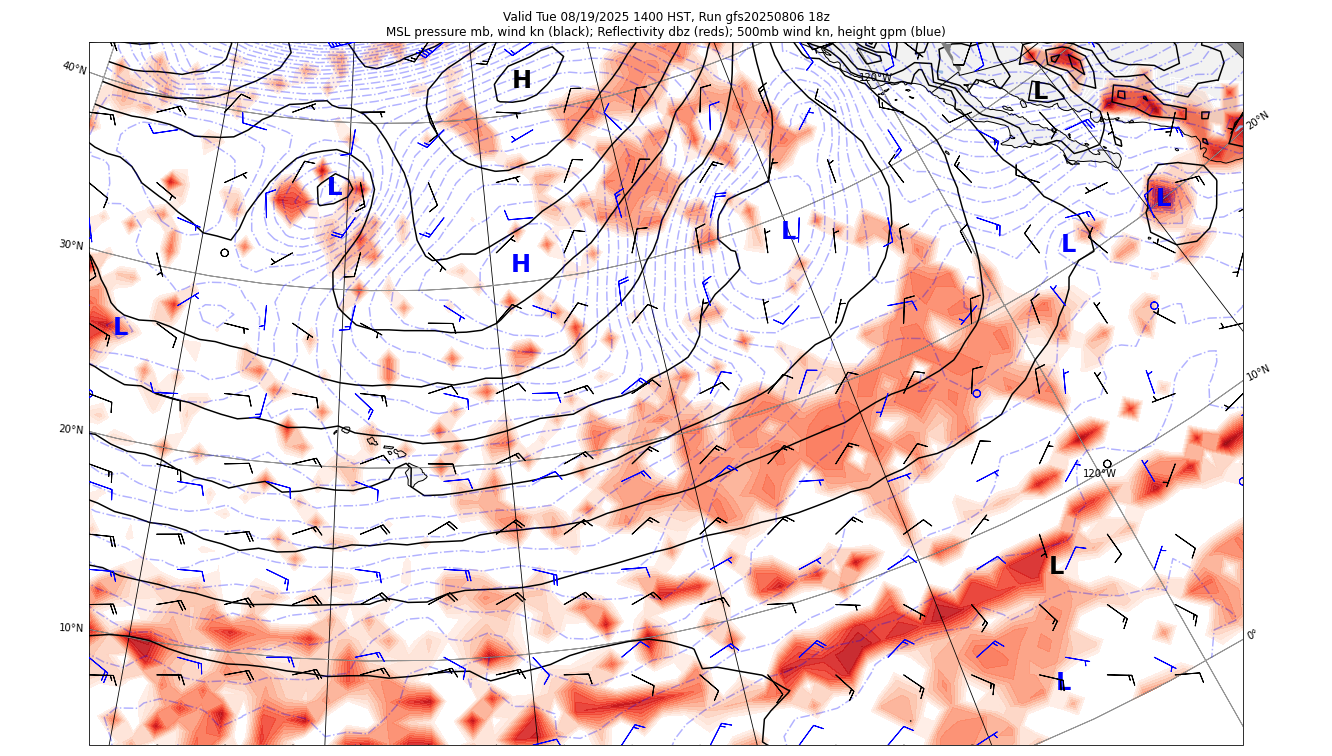 Valid Tue 08/19/2025 1400 HST, Run gfs20250806 18z
MSL pressure mb, wind kn (black); Reflectivity dbz (reds); 500mb wind kn, height gpm (blue)
40°N
H
120°W
L
20°N
L
L
L
L
30°N
H
L
10°N
20°N
120°W
L
10°N
0°
L